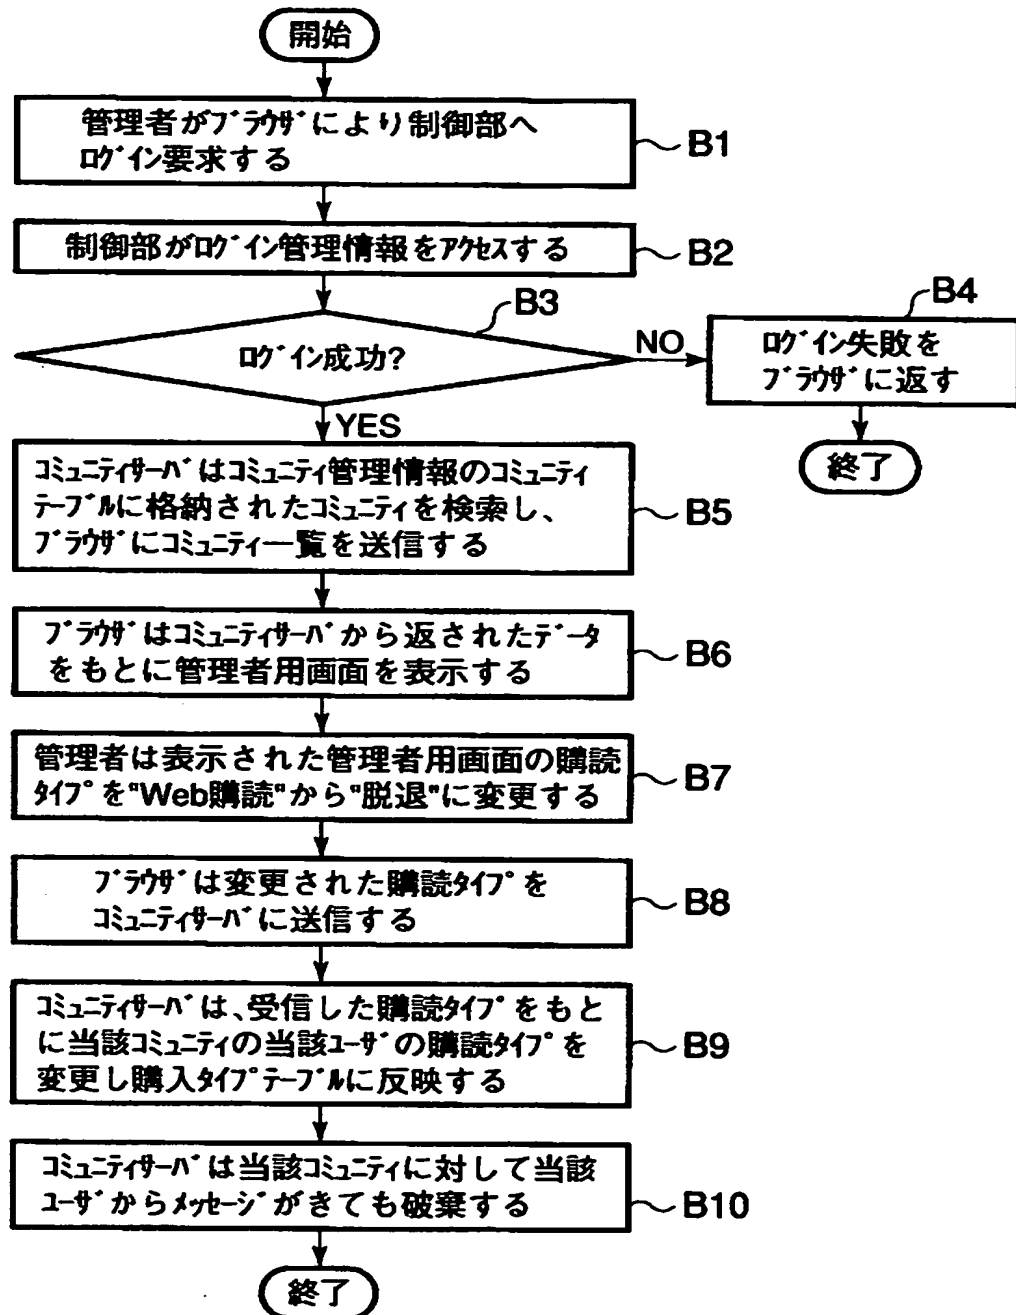 開始
管理者がブラウザにより制御部へ
ログイン要求する
B1
制御部がログイン管理情報をアクセスする
B2
B3
ログイン成功?
NO
B4
ログイン失敗を
ブラウザに返す
終了
YES
コミュニティサーバはコミュニティ管理情報のコミュニティ
テーブルに格納されたコミュニティを検索し、
ブラウザにコミュニティ一覧を送信する
B5
ブラウザはコミュニティサーバから返されたデータ
をもとに管理者用画面を表示する
B6
管理者は表示された管理者用画面の購読
タイプを"Web購読"から"脱退"に変更する
B7
ブラウザは変更された購読タイプを
コミュニティサーバに送信する
B8
コミュニティサーバは、受信した購読タイプをもと
に当該コミュニティの当該ユーザの購読タイプを
変更し購入タイプテーブルに反映する
B9
コミュニティサーバは当該コミュニティに対して当該
ユーザからメッセージがきても破棄する
B10
終了